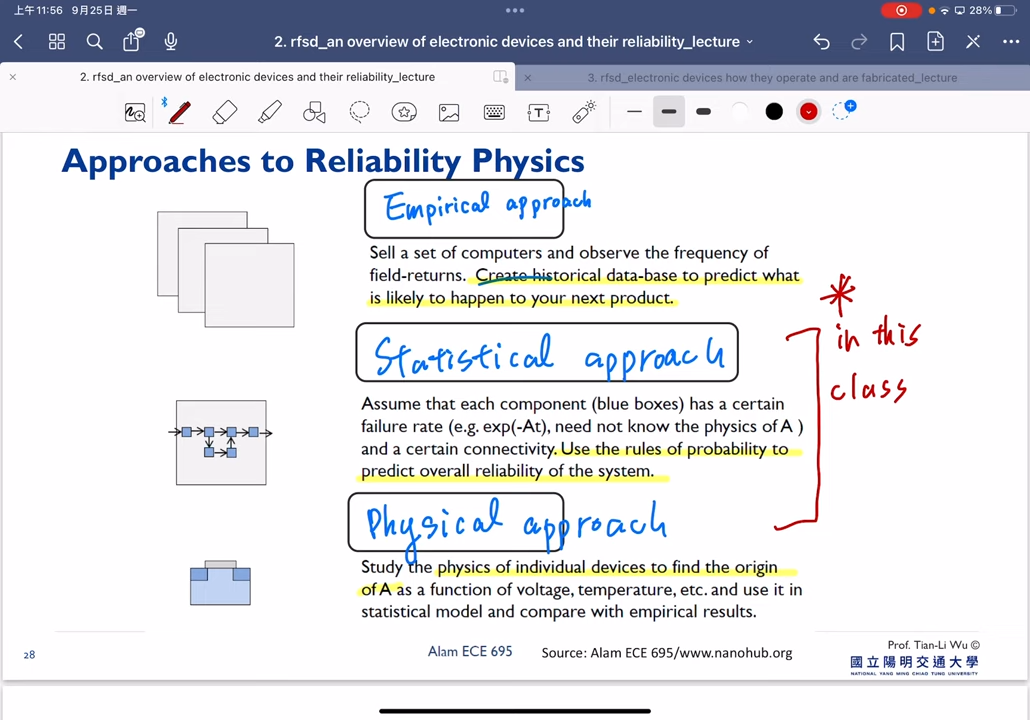 上午11:56 9月25日 週一
28%
2. rfsd_an overview of electronic devices and their reliability_lecture
2. rfsd_an overview of electronic devices and their reliability_lecture
3. rfsd_electronic devices how they operate and are fabricated_lecture
Approaches to Reliability Physics
Empirical approach
Sell a set of computers and observe the frequency of
field-returns. Create historical data-base to predict what
is likely to happen to your next product.
Statistical approach
Assume that each component (blue boxes) has a certain
failure rate (e.g. exp(-At), need not know the physics of A )
and a certain connectivity. Use the rules of probability to
predict overall reliability of the system.
Physical approach
Study the physics of individual devices to find the origin
of A as a function of voltage, temperature, etc. and use it in
statistical model and compare with empirical results.
* in this
class
28
Alam ECE 695
Source: Alam ECE 695/www.nanohub.org
Prof. Tian-Li Wu ©
國立陽明交通大學
NATIONAL YANG MING CHIAO TUNG UNIVERSITY